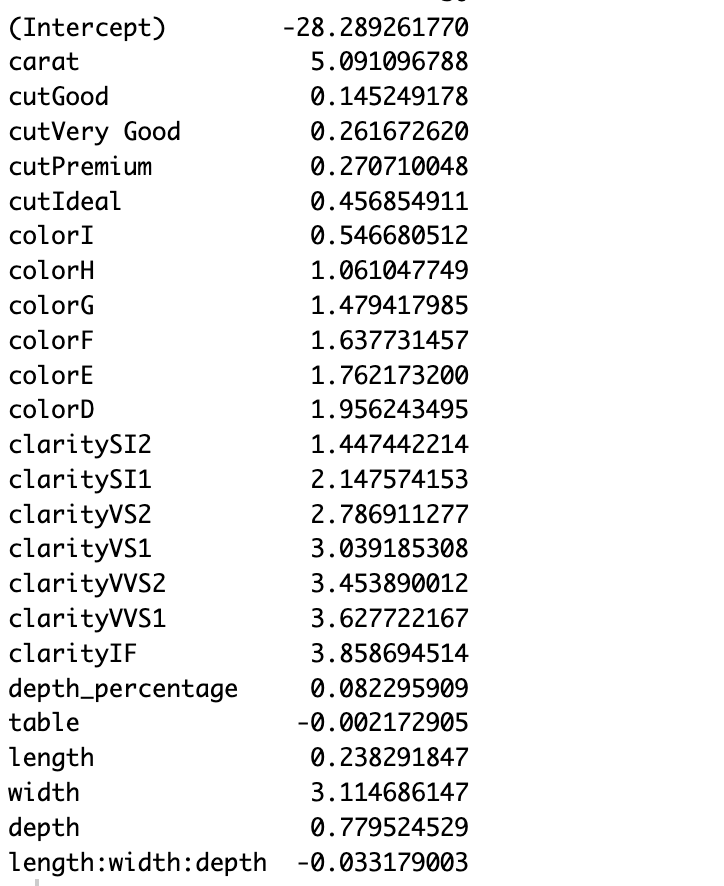 (Intercept) -28.289261770
carat 5.091096788
cutGood 0.145249178
cutVery Good 0.261672620
cutPremium 0.270710048
cutIdeal 0.456854911
colorI 0.546680512
colorH 1.061047749
colorG 1.479417985
colorF 1.637731457
colorE 1.762173200
colorD 1.956243495
claritySI2 1.447442214
claritySI1 2.147574153
clarityVS2 2.786911277
clarityVS1 3.039185308
clarityVVS2 3.453890012
clarityVVS1 3.627722167
clarityIF 3.858694514
depth_percentage 0.082295909
table -0.002172905
length 0.238291847
width 3.114686147
depth 0.779524529
length:width:depth -0.033179003